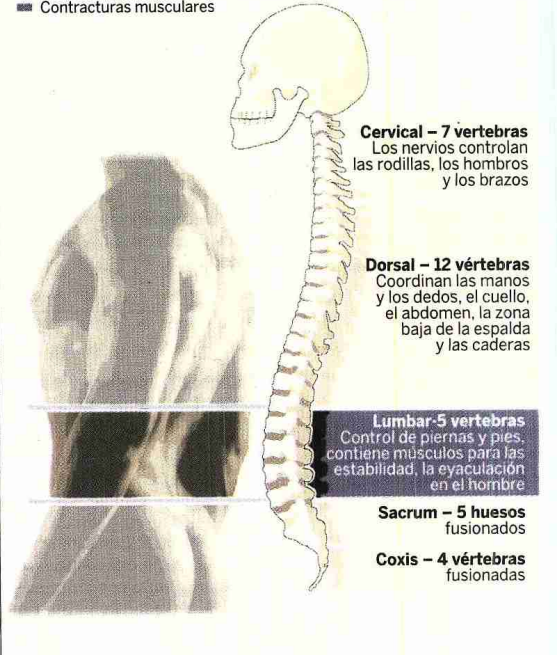 Contracturas musculares
Cervical – 7 vértebras
Los nervios controlan
las rodillas, los hombros
y los brazos
Dorsal – 12 vértebras
Coordinan las manos
y los dedos, el cuello,
el abdomen, la zona
baja de la espalda
y las caderas
Lumbar-5 vertebras
Control de piernas y pies,
contiene músculos para las
estabilidad, la eyaculación
en el hombre
Sacrum – 5 huesos
fusionados
Coxis – 4 vértebras
fusionadas